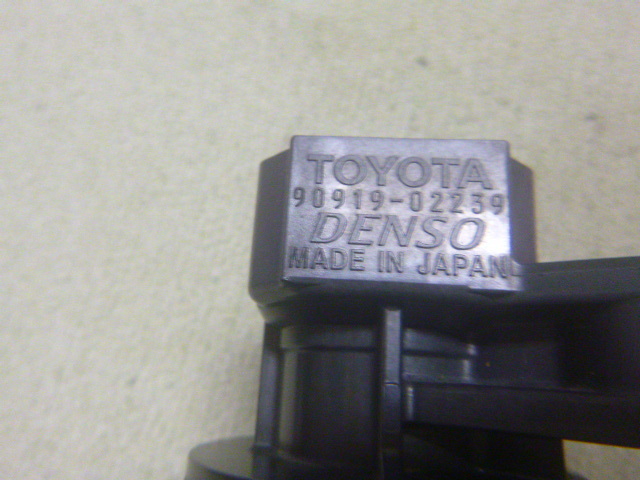 TOYOTA
90919-02239
DENSO
MADE IN JAPAN